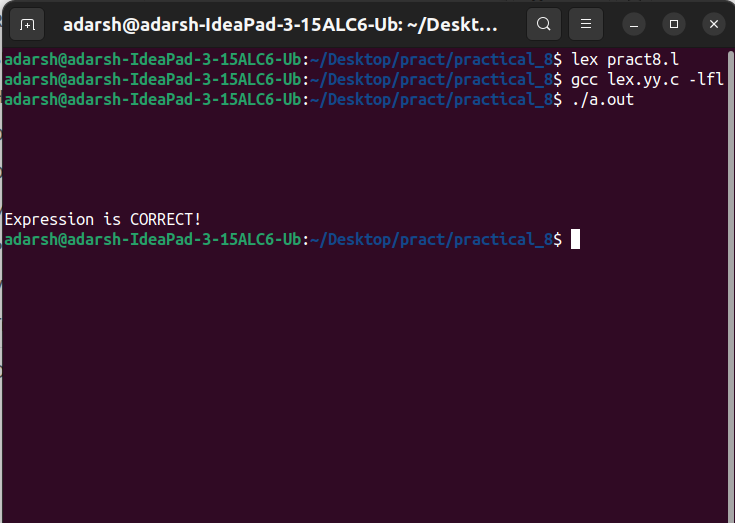 adarsh@adarsh-IdeaPad-3-15ALC6-Ub: ~/Deskt...
adarsh@adarsh-IdeaPad-3-15ALC6-Ub:~/Desktop/pract/practical_8$ lex pract8.l
adarsh@adarsh-IdeaPad-3-15ALC6-Ub:~/Desktop/pract/practical_8$ gcc lex.yy.c -lfl
adarsh@adarsh-IdeaPad-3-15ALC6-Ub:~/Desktop/pract/practical_8$ ./a.out
Expression is CORRECT!
adarsh@adarsh-IdeaPad-3-15ALC6-Ub:~/Desktop/pract/practical_8$